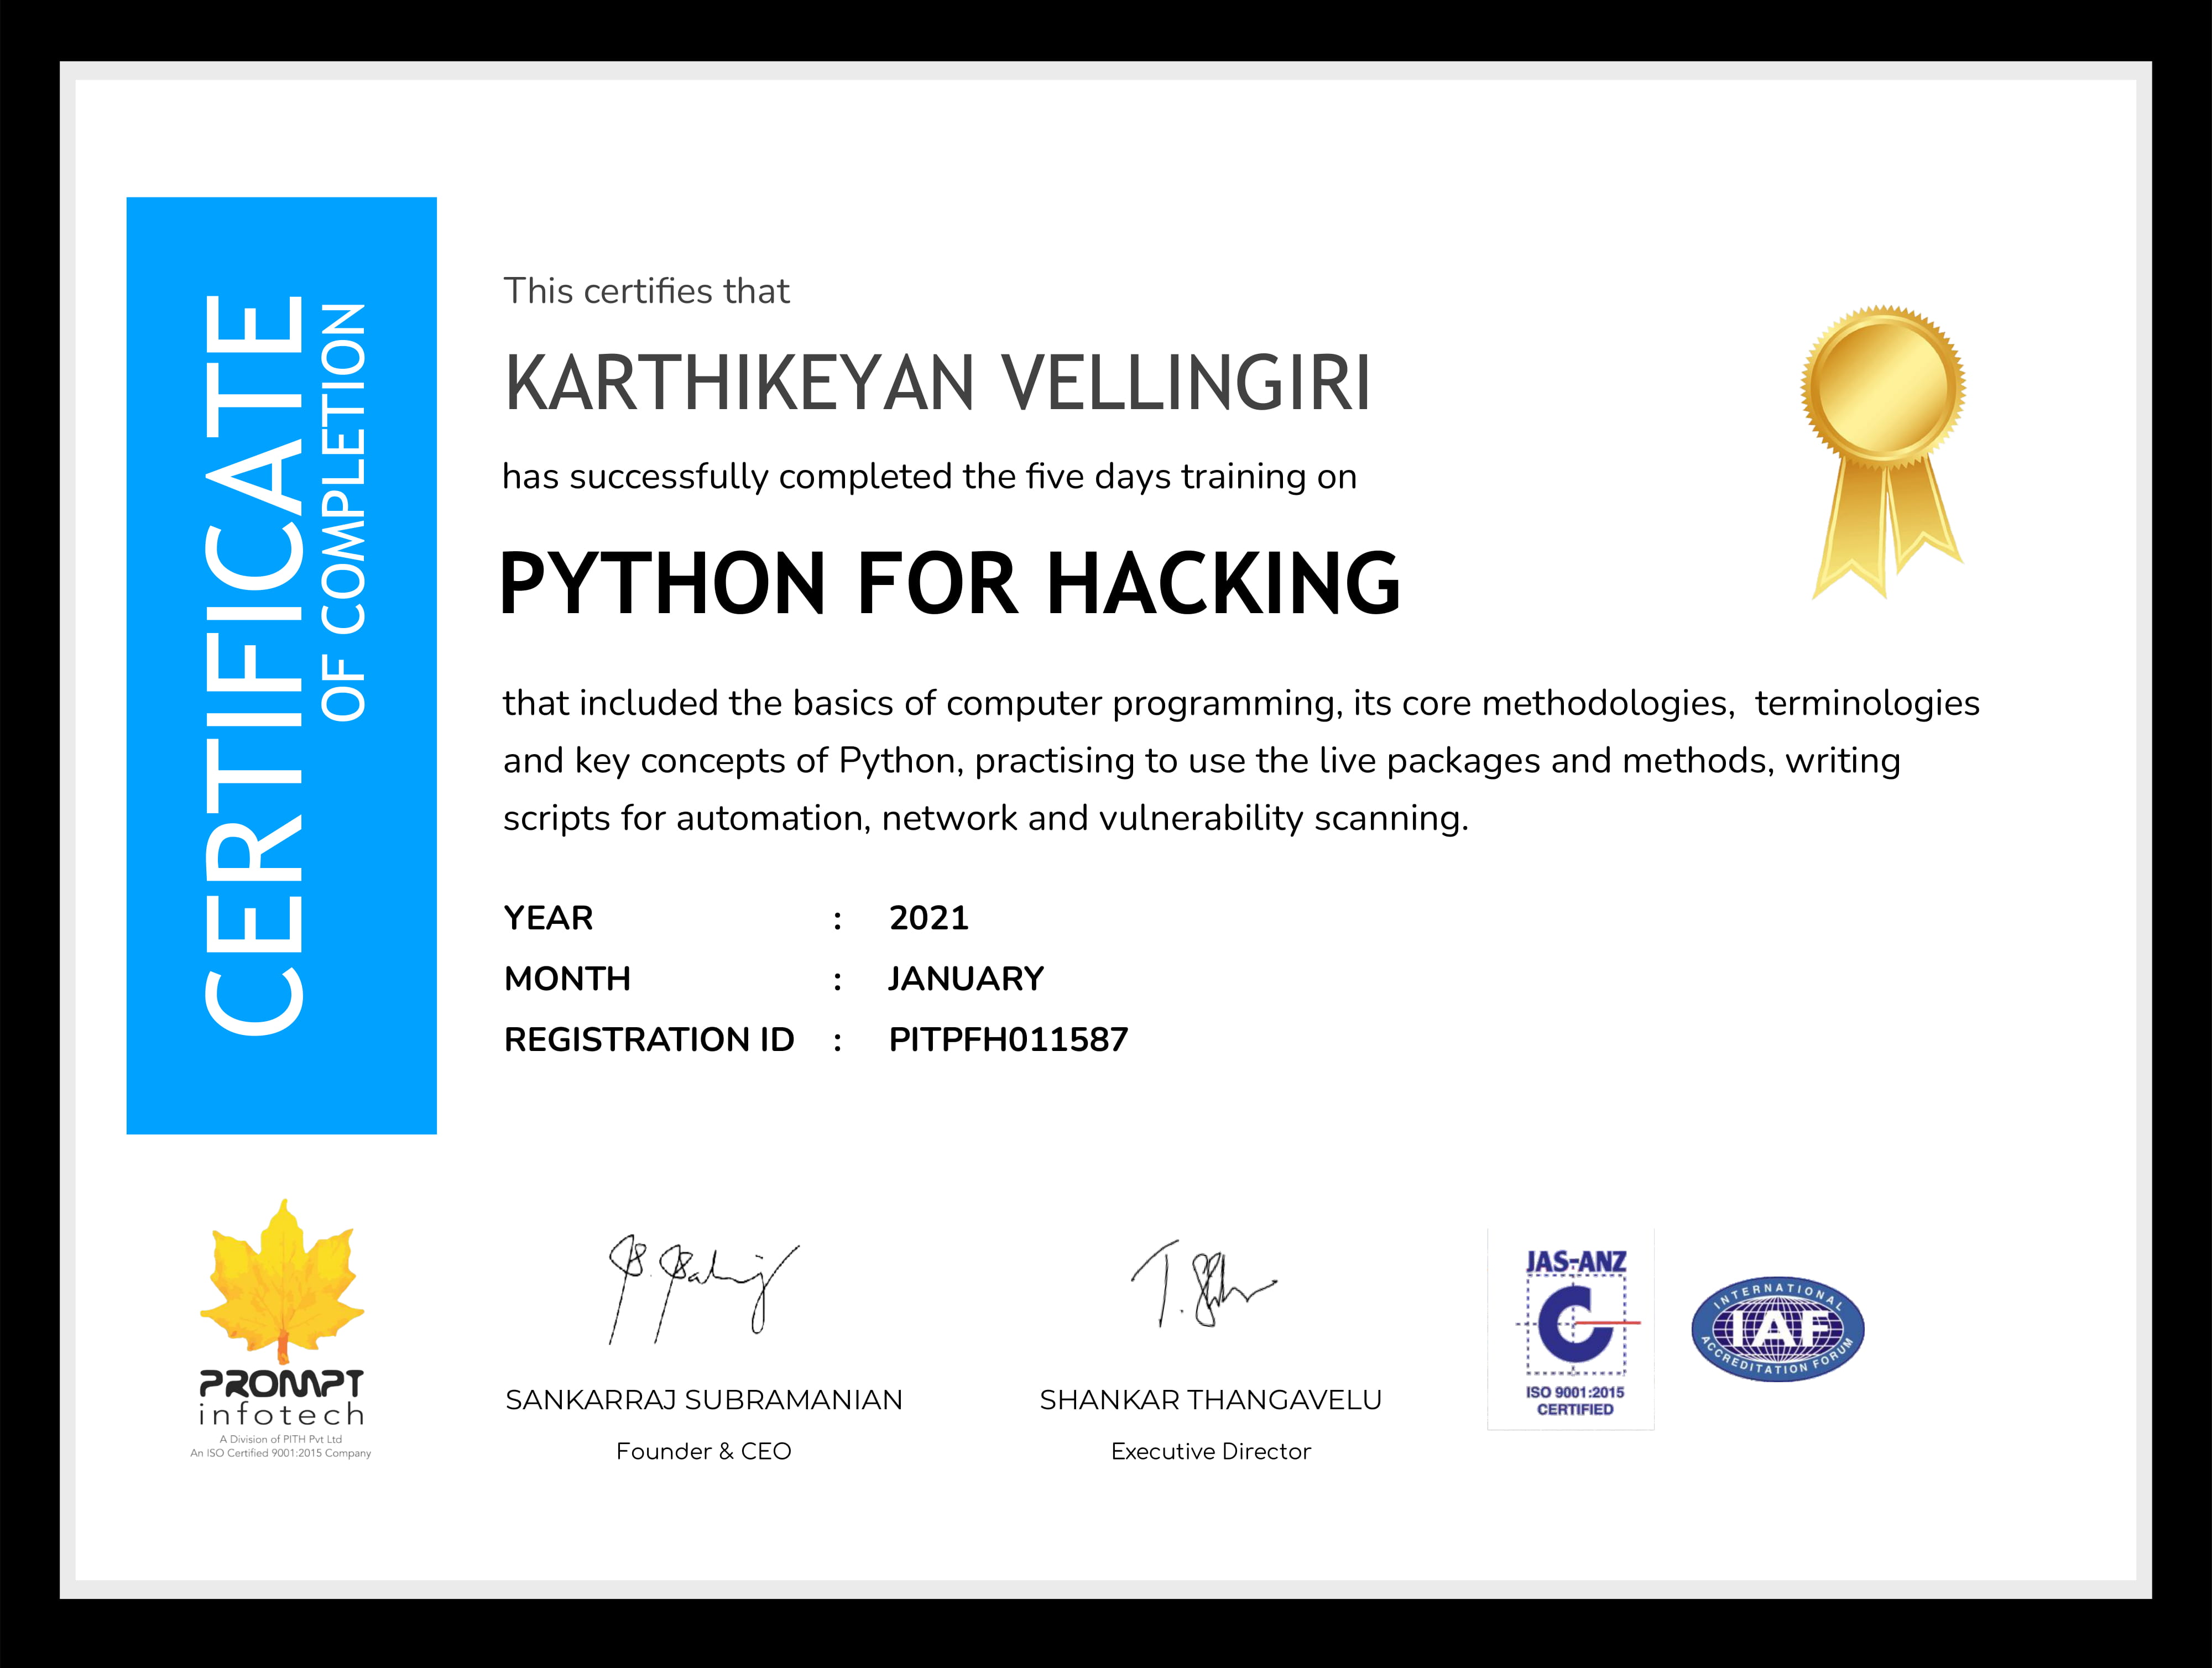 CERTIFICATE
OF COMPLETION
This certifies that
KARTHIKEYAN VELLINGIRI
has successfully completed the five days training on
PYTHON FOR HACKING
that included the basics of computer programming, its core methodologies,  terminologies
and key concepts of Python, practising to use the live packages and methods, writing
scripts for automation, network and vulnerability scanning.
YEAR : 2021
MONTH : JANUARY
REGISTRATION ID : PITPFH011587
PROMPT
infotech
A Division of PITH Pvt Ltd
An ISO Certified 9001:2015 Company
SANKARRAJ SUBRAMANIAN
Founder & CEO
SHANKAR THANGAVELU
Executive Director
JAS-ANZ
ISO 9001:2015
CERTIFIED
INTERNATIONAL
IAF
ACCREDITATION FORUM